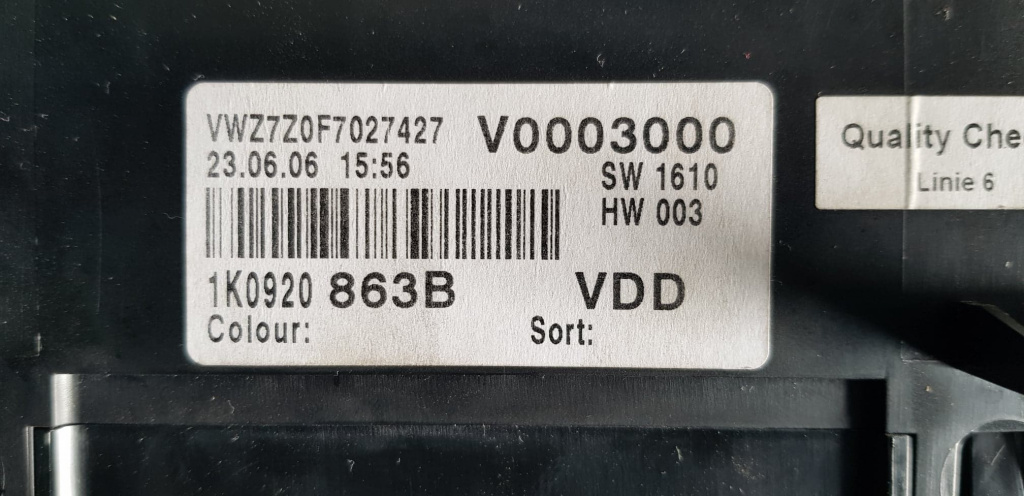 VWZ7Z0F7027427 V0003000
23.06.06 15:56 SW 1610
HW 003
1K0920 863B VDD
Colour: Sort:
Quality Che
Linie 6